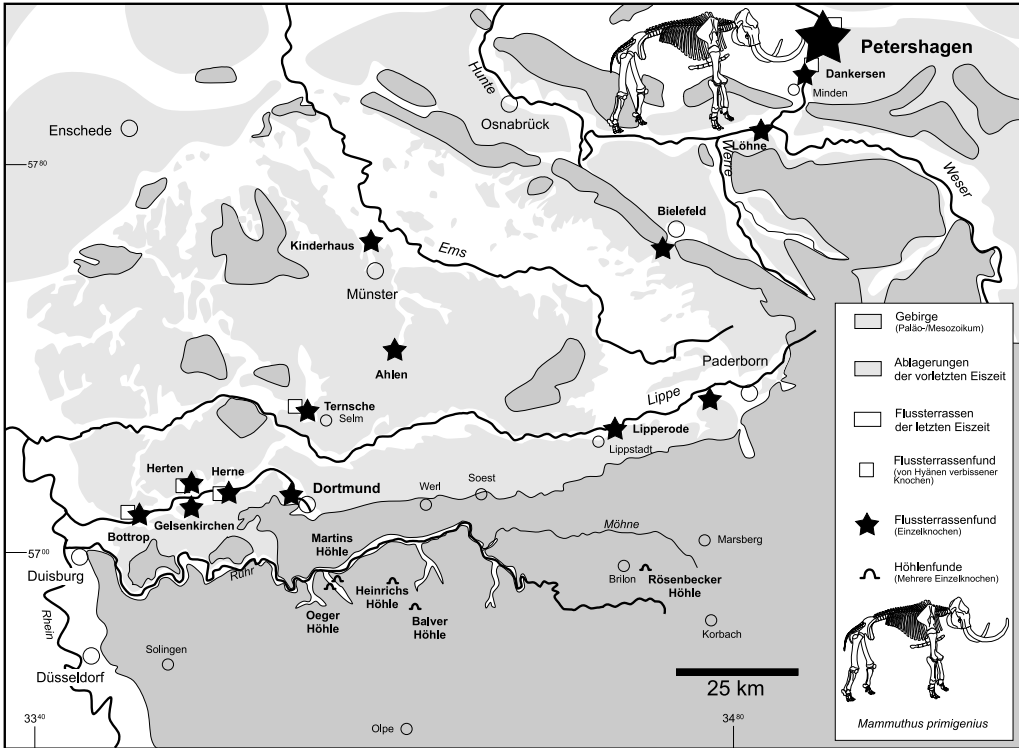 Petershagen
Dankersen
Minden
Hunte
Osnabrück
Enschede
Löhne
Werre
Weser
57⁸⁰
Bielefeld
Kinderhaus
Ems
Münster
Ahlen
Paderborn
Lippe
Ternsche
Selm
Lipperode
Lippstadt
Herten
Herne
Dortmund
Werl
Soest
Gelsenkirchen
Bottrop
Martins
Höhle
Möhne
Marsberg
57⁰⁰
Duisburg
Ruhr
Heinrichs
Höhle
Brilon
Rösenbecker
Höhle
Oeger
Höhle
Balver
Höhle
Korbach
Rhein
Solingen
Düsseldorf
25 km
Olpe
33⁴⁰
34⁸⁰
Gebirge
(Paläo-/Mesozoikum)
Ablagerungen
der vorletzten Eiszeit
Flussterrassen
der letzten Eiszeit
Flussterrassenfund
(von Hyänen verbissener
Knochen)
Flussterrassenfund
(Einzelknochen)
Höhlenfunde
(Mehrere Einzelknochen)
Mammuthus primigenius